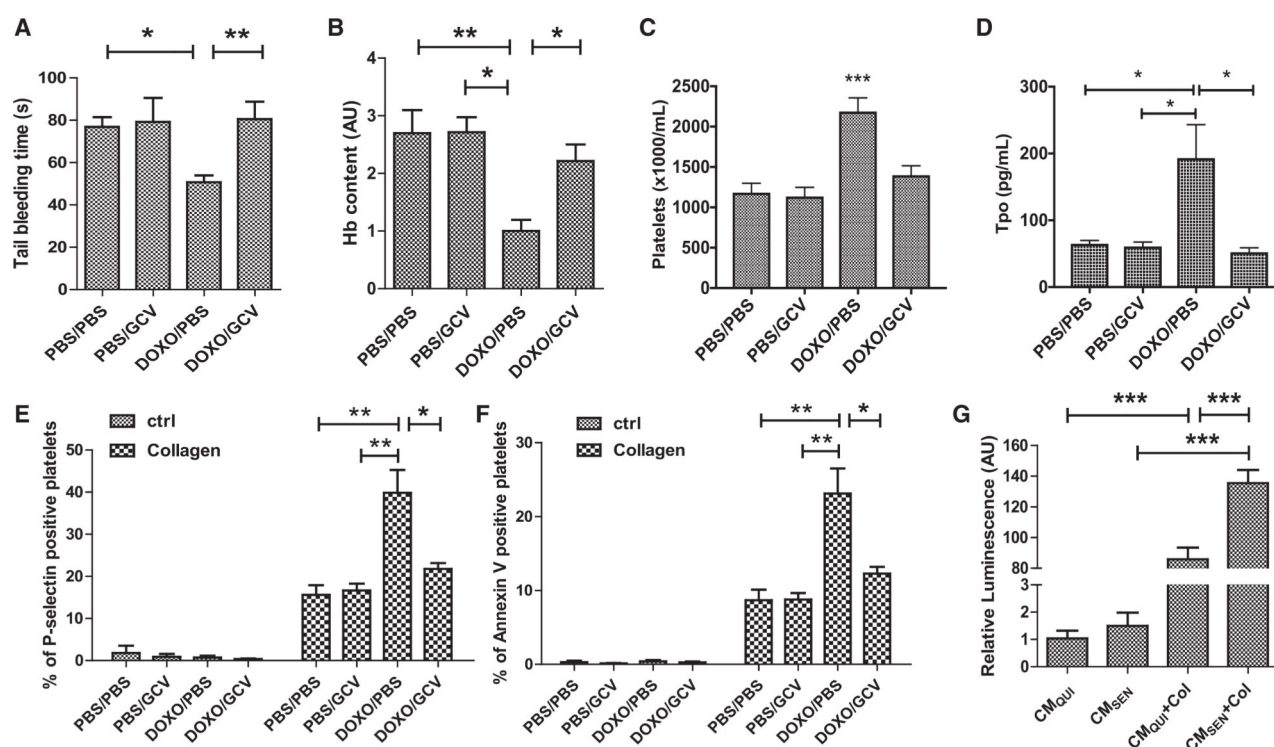 A
Tail bleeding time (s)
100
80
60
40
20
0
*
**
PBS/PBS
PBS/GCV
DOXO/PBS
DOXO/GCV
B
Hb content (AU)
4
3
2
1
0
**
*
*
PBS/PBS
PBS/GCV
DOXO/PBS
DOXO/GCV
C
Platelets (x1000/mL)
2500
2000
1500
1000
500
0
***
PBS/PBS
PBS/GCV
DOXO/PBS
DOXO/GCV
D
Tpo (pg/mL)
300
200
100
0
*
*
*
PBS/PBS
PBS/GCV
DOXO/PBS
DOXO/GCV
E
ctrl
Collagen
% of P-selectin positive platelets
50
40
30
20
10
0
**
*
**
PBS/PBS
PBS/GCV
DOXO/PBS
DOXO/GCV
PBS/PBS
PBS/GCV
DOXO/PBS
DOXO/GCV
F
ctrl
Collagen
% of Annexin V positive platelets
30
20
10
0
**
*
**
PBS/PBS
PBS/GCV
DOXO/PBS
DOXO/GCV
PBS/PBS
PBS/GCV
DOXO/PBS
DOXO/GCV
G
Relative Luminescence (AU)
160
140
120
100
80
3
2
1
0
***
***
***
CMQUI
CMSEN
CMQUI+Col
CMSEN+Col